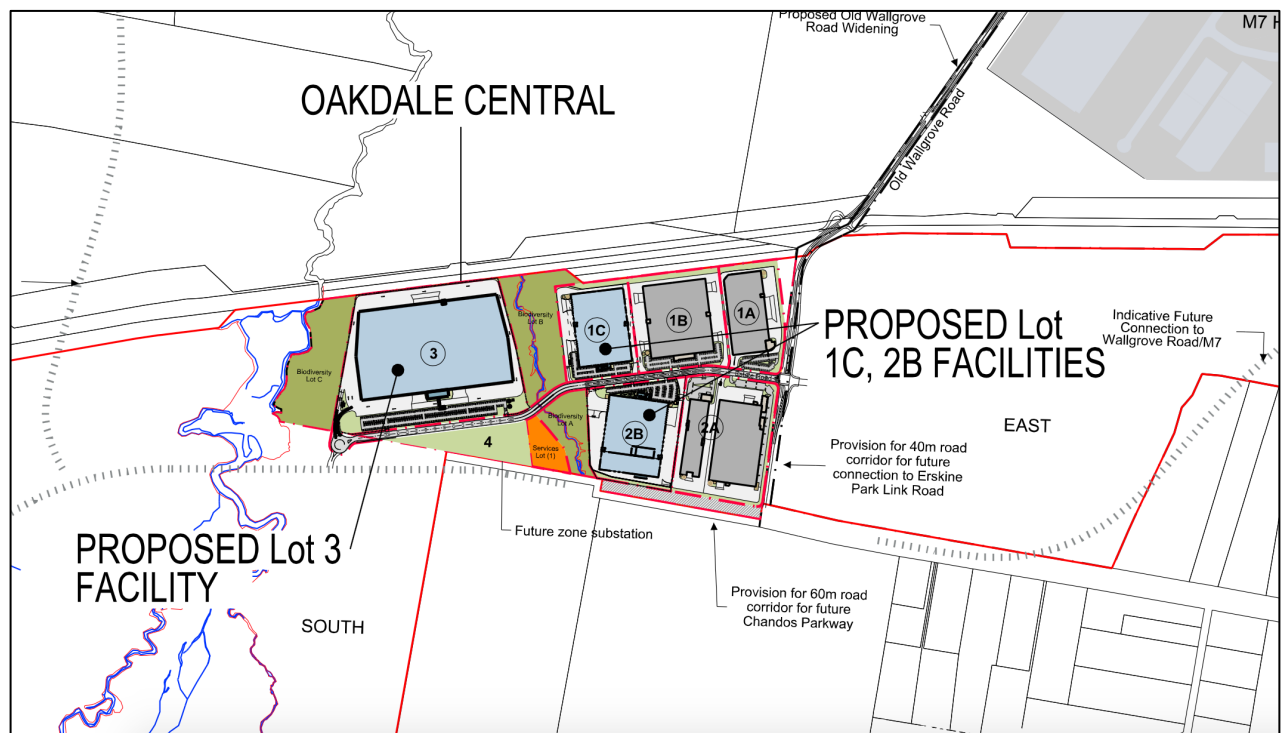 Proposed Old Wallgrove
Road Widening
M7 H
OAKDALE CENTRAL
Old Wallgrove Road
Biodiversity
Lot B
1C
1B
1A
3
PROPOSED Lot
1C, 2B FACILITIES
Indicative Future
Connection to
Wallgrove Road/M7
Biodiversity
Lot C
Biodiversity
Lot A
EAST
2B
2A
4
Services
Lot (1)
Provision for 40m road
corridor for future
connection to Erskine
Park Link Road
Future zone substation
PROPOSED Lot 3
FACILITY
Provision for 60m road
corridor for future
Chandos Parkway
SOUTH